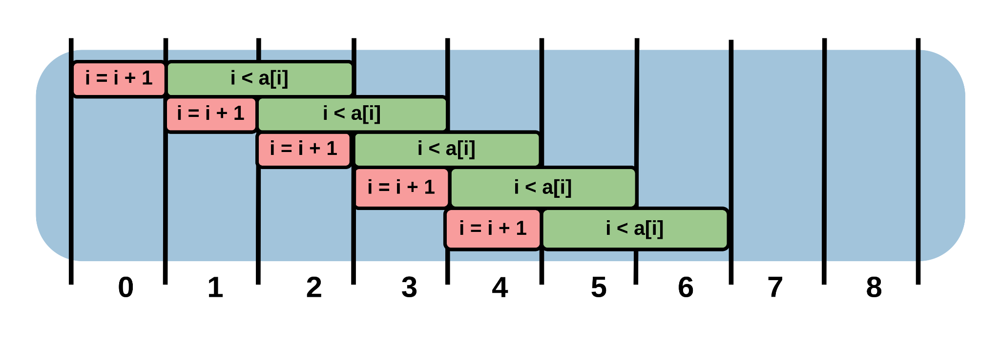 i = i + 1 i < a[i]
i = i + 1 i < a[i]
i = i + 1 i < a[i]
i = i + 1 i < a[i]
i = i + 1 i < a[i]
0 1 2 3 4 5 6 7 8